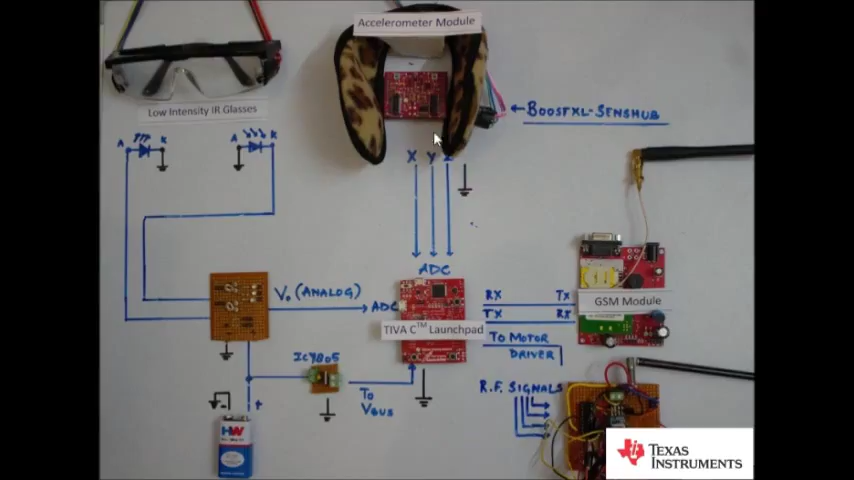 Accelerometer Module
Low Intensity IR Glasses
BOOSTXL-SENSHUB
A K
A K
X Y Z
ADC
Vo (ANALOG)
ADC
RX TX
TX RX
GSM Module
TIVA C™ Launchpad
TO MOTOR
DRIVER
IC7805
TO
VBUS
R.F. SIGNALS
- +
HW
TEXAS
INSTRUMENTS